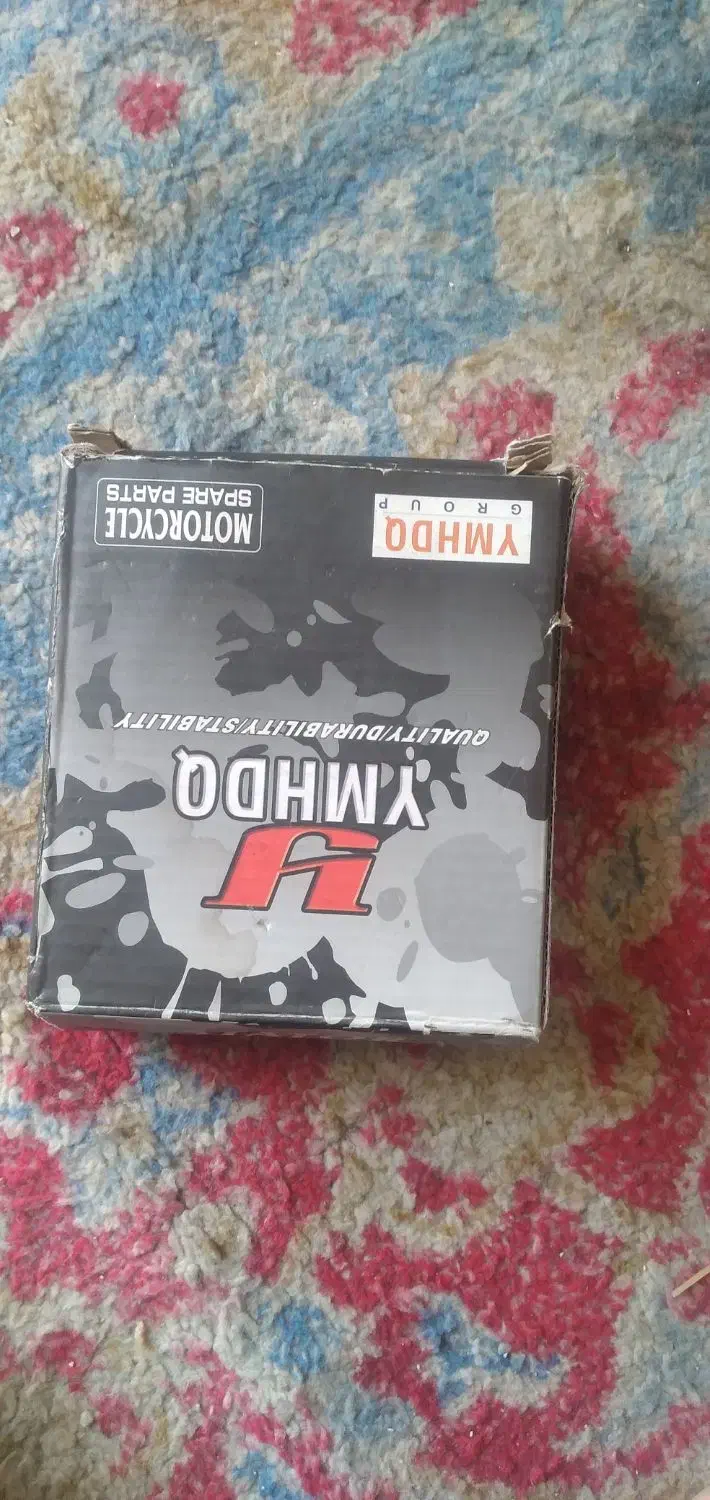 y
YMHDQ
QUALITY/DURABILITY/STABILITY
YMHDQ
GROUP
MOTORCYCLE
SPARE PARTS